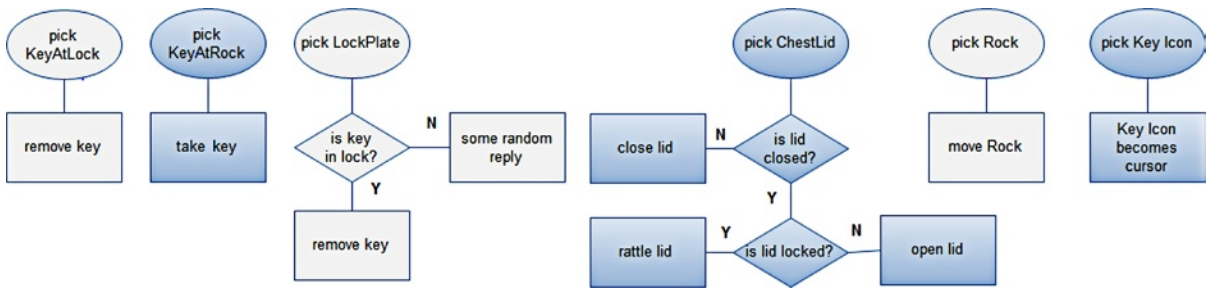 pick
KeyAtLock
remove key
pick
KeyAtRock
take key
pick LockPlate
is key
in lock?
N
some random
reply
Y
remove key
pick ChestLid
is lid
closed?
N
close lid
Y
is lid locked?
Y
rattle lid
N
open lid
pick Rock
move Rock
pick Key Icon
Key Icon
becomes
cursor